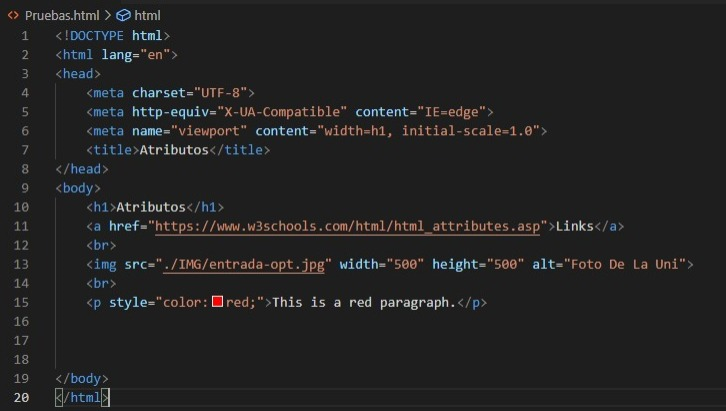 Pruebas.html > html
1 <!DOCTYPE html>
2 <html lang="en">
3 <head>
4     <meta charset="UTF-8">
5     <meta http-equiv="X-UA-Compatible" content="IE=edge">
6     <meta name="viewport" content="width=h1, initial-scale=1.0">
7     <title>Atributos</title>
8 </head>
9 <body>
10     <h1>Atributos</h1>
11     <a href="https://www.w3schools.com/html/html_attributes.asp">Links</a>
12     <br>
13     <img src="./IMG/entrada-opt.jpg" width="500" height="500" alt="Foto De La Uni">
14     <br>
15     <p style="color:red;">This is a red paragraph.</p>
16
17
18
19 </body>
20 </html>